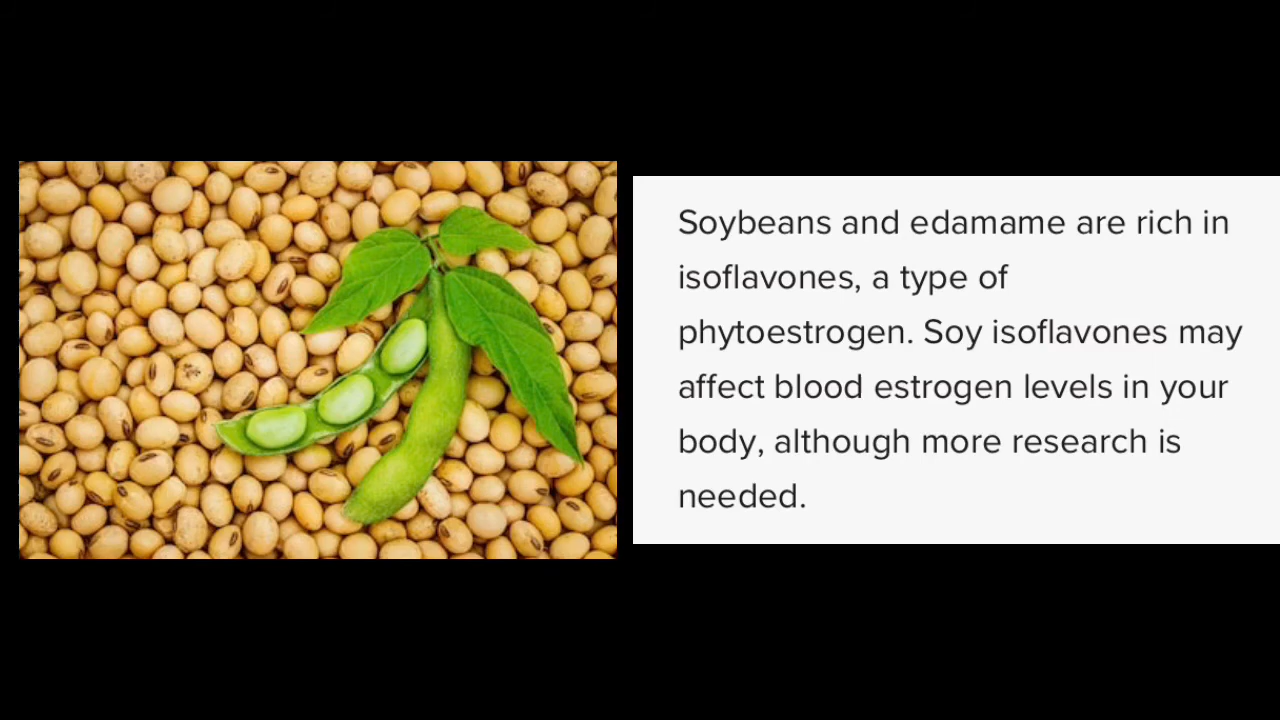 Soybeans and edamame are rich in
isoflavones, a type of
phytoestrogen. Soy isoflavones may
affect blood estrogen levels in your
body, although more research is
needed.